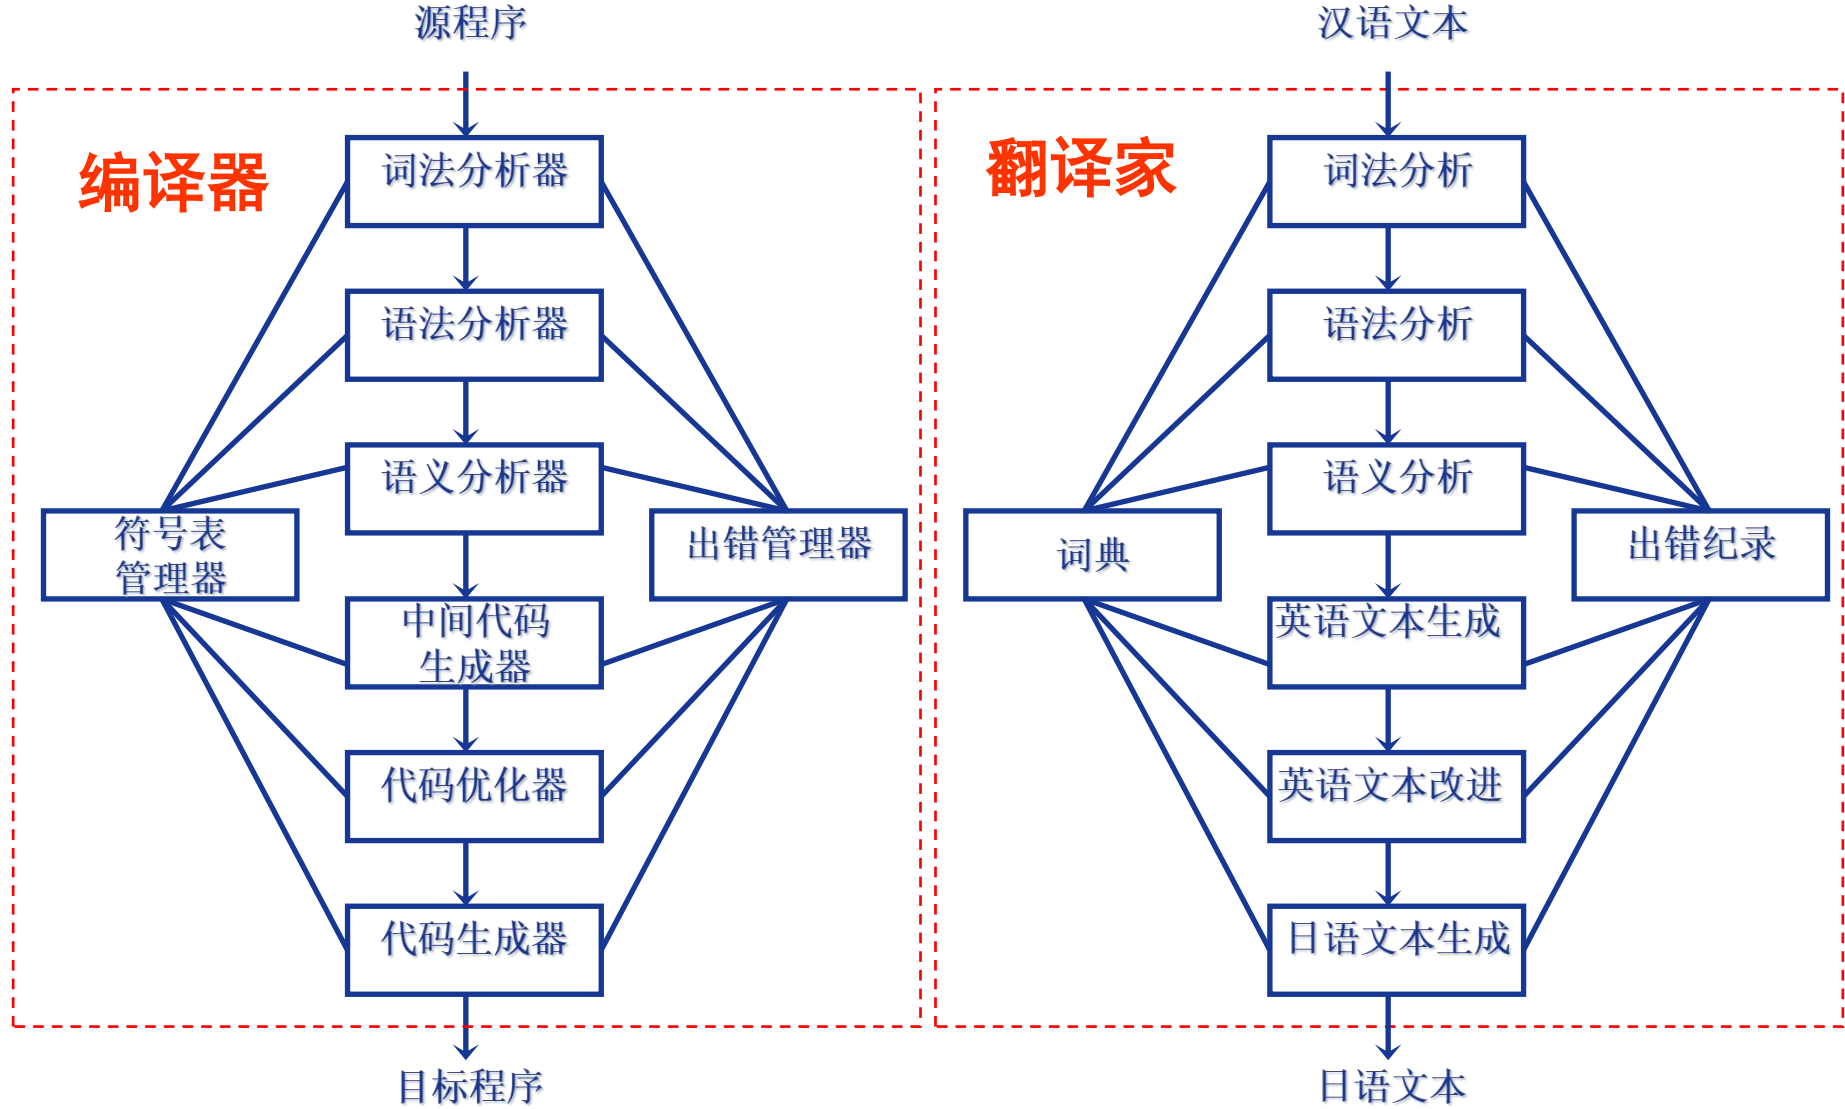 源程序
编译器
词法分析器
语法分析器
语义分析器
符号表
管理器
出错管理器
中间代码
生成器
代码优化器
代码生成器
目标程序
汉语文本
翻译家
词法分析
语法分析
语义分析
词典
出错纪录
英语文本生成
英语文本改进
日语文本生成
日语文本